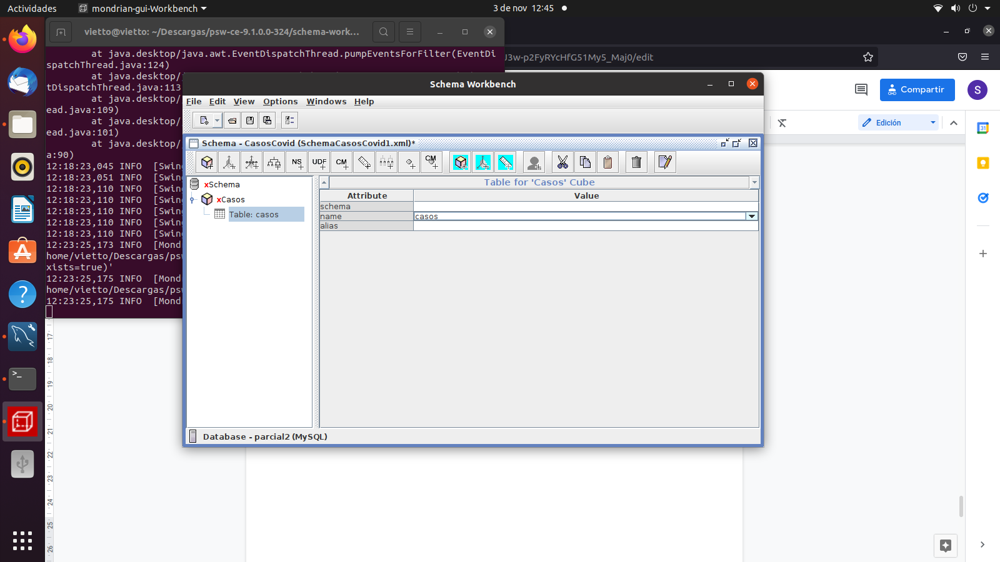 Actividades
mondrian-gui-Workbench
3 de nov 12:45
vietto@vietto: ~/Descargas/psw-ce-9.1.0.0-324/schema-work...
at java.desktop/java.awt.EventDispatchThread.pumpEventsForFilter(EventDi
spatchThread.java:124)
at java.desktop/
tDispatchThread.java:113
at java.desktop/
ead.java:109)
at java.desktop/
ead.java:101)
at java.desktop/
a:90)
12:18:23,045 INFO [Swin
12:18:23,051 INFO [Swin
12:18:23,110 INFO [Swin
12:18:23,110 INFO [Swin
12:18:23,110 INFO [Swin
12:18:23,110 INFO [Swin
12:18:23,110 INFO [Swin
12:23:25,173 INFO [Mond
home/vietto/Descargas/ps
xists=true)'
12:23:25,175 INFO [Mond
home/vietto/Descargas/ps
12:23:25,175 INFO [Mond
J3w-p2FyRYcHfG51My5_Maj0/edit
Compartir
S
Edición
31
Schema Workbench
File Edit View Options Windows Help
Schema - CasosCovid (SchemaCasosCovid1.xml)*
NS UDF CM CM
xSchema
xCasos
Table: casos
Table for 'Casos' Cube
Attribute Value
schema
name casos
alias
Database - parcial2 (MySQL)
17
18
19
20
21
22
23
24
25
26